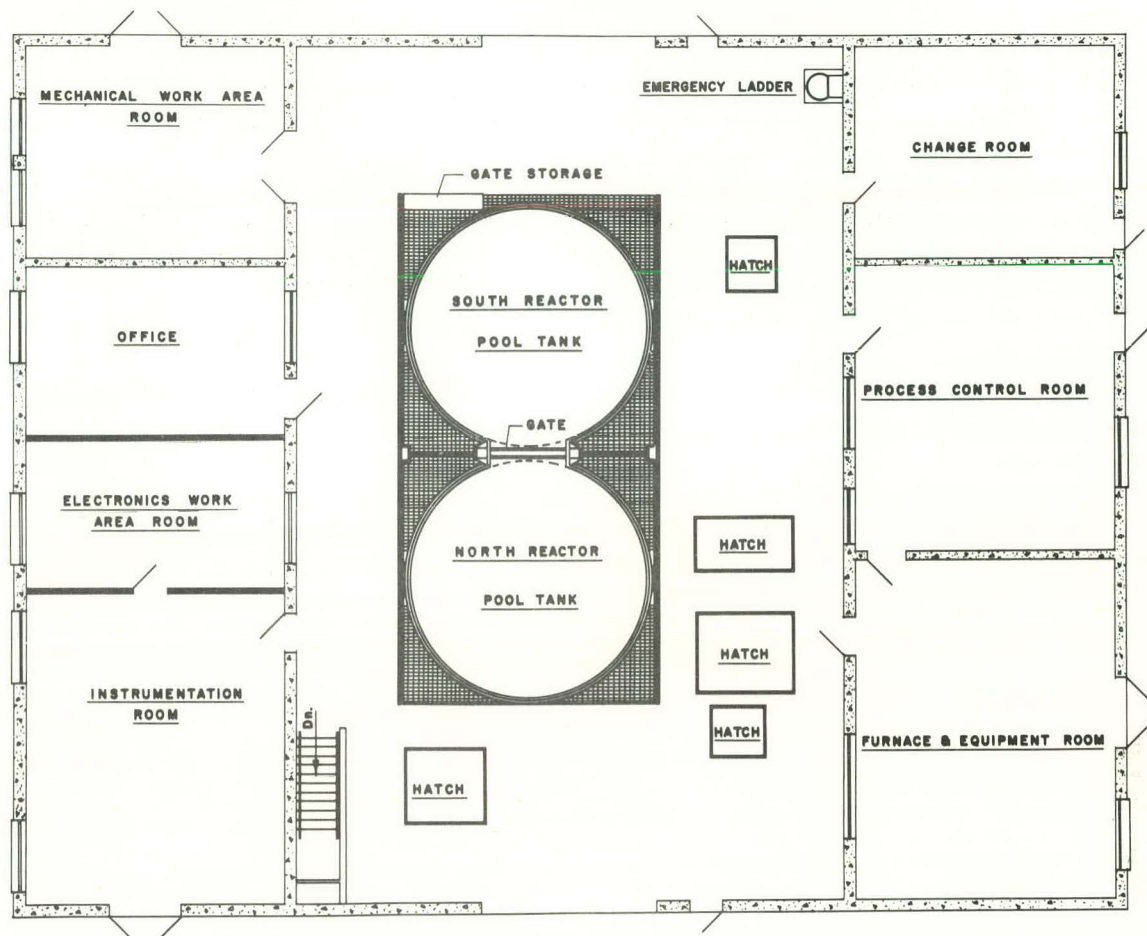 MECHANICAL WORK AREA
ROOM
EMERGENCY LADDER
CHANGE ROOM
GATE STORAGE
HATCH
SOUTH REACTOR
POOL TANK
OFFICE
PROCESS CONTROL ROOM
GATE
ELECTRONICS WORK
AREA ROOM
NORTH REACTOR
POOL TANK
HATCH
HATCH
INSTRUMENTATION
ROOM
Dn.
HATCH
FURNACE & EQUIPMENT ROOM
HATCH